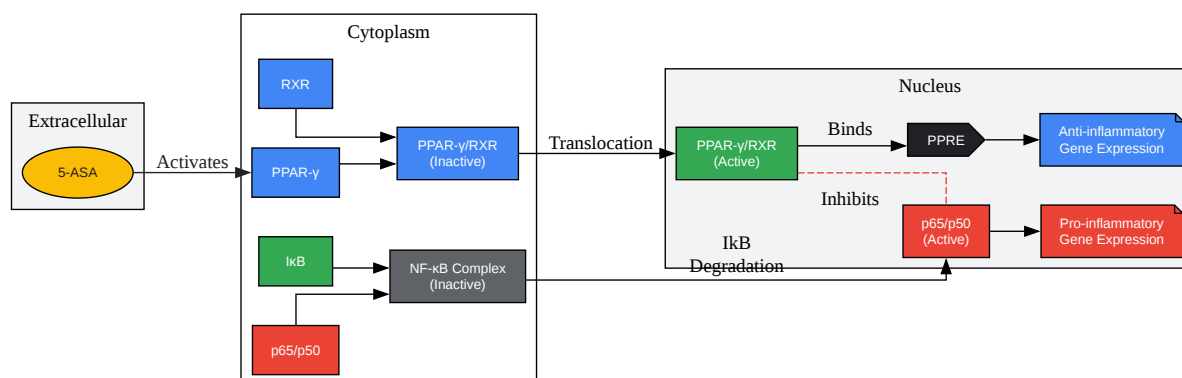 Extracellular
5-ASA
Activates
Cytoplasm
RXR
PPAR-γ
PPAR-γ/RXR
(Inactive)
IκB
p65/p50
NF-κB Complex
(Inactive)
Translocation
IkB
Degradation
Nucleus
PPAR-γ/RXR
(Active)
Binds
PPRE
Anti-inflammatory
Gene Expression
Inhibits
p65/p50
(Active)
Pro-inflammatory
Gene Expression